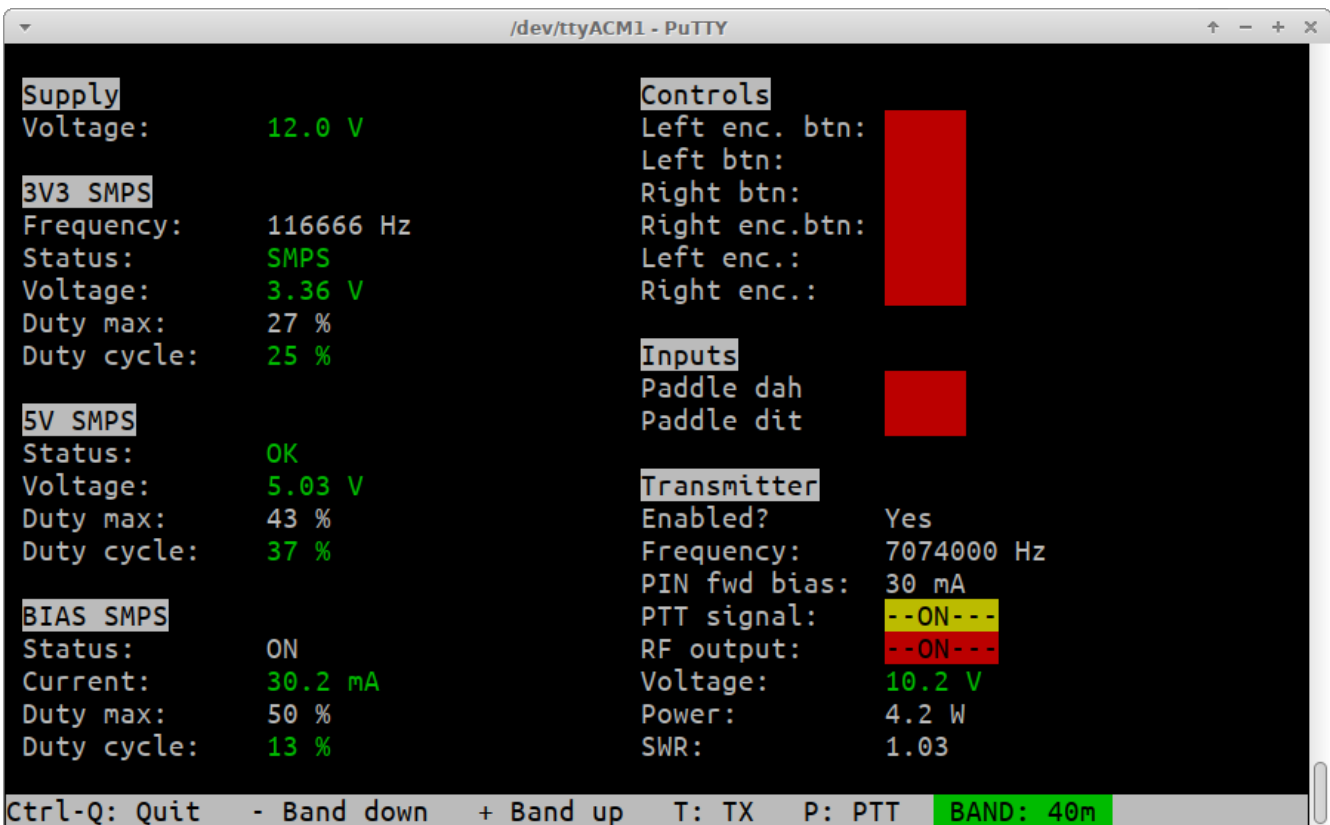 /dev/ttyACM1 - PuTTY
Supply
Voltage: 12.0 V
3V3 SMPS
Frequency: 116666 Hz
Status: SMPS
Voltage: 3.36 V
Duty max: 27 %
Duty cycle: 25 %
5V SMPS
Status: OK
Voltage: 5.03 V
Duty max: 43 %
Duty cycle: 37 %
BIAS SMPS
Status: ON
Current: 30.2 mA
Duty max: 50 %
Duty cycle: 13 %
Controls
Left enc. btn:
Left btn:
Right btn:
Right enc.btn:
Left enc.:
Right enc.:
Inputs
Paddle dah
Paddle dit
Transmitter
Enabled? Yes
Frequency: 7074000 Hz
PIN fwd bias: 30 mA
PTT signal: --ON---
RF output: --ON---
Voltage: 10.2 V
Power: 4.2 W
SWR: 1.03
Ctrl-Q: Quit - Band down + Band up T: TX P: PTT BAND: 40m